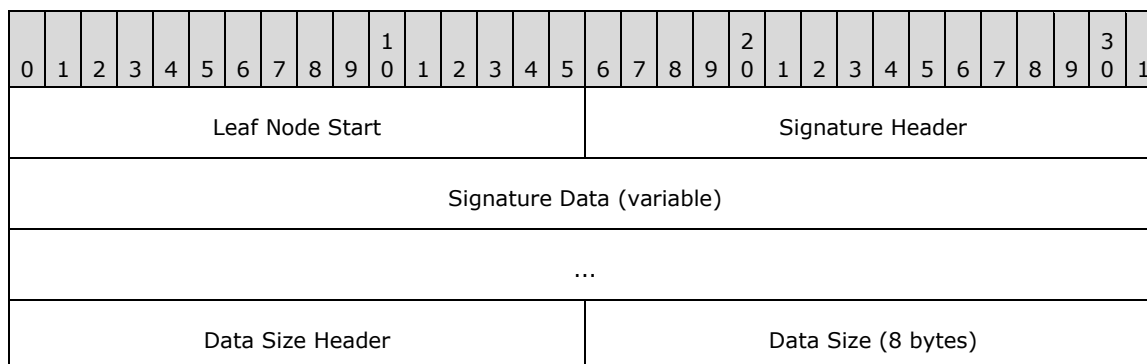 1 2 3
0 1 2 3 4 5 6 7 8 9 0 1 2 3 4 5 6 7 8 9 0 1 2 3 4 5 6 7 8 9 0 1
Leaf Node Start Signature Header
Signature Data (variable)
...
Data Size Header Data Size (8 bytes)